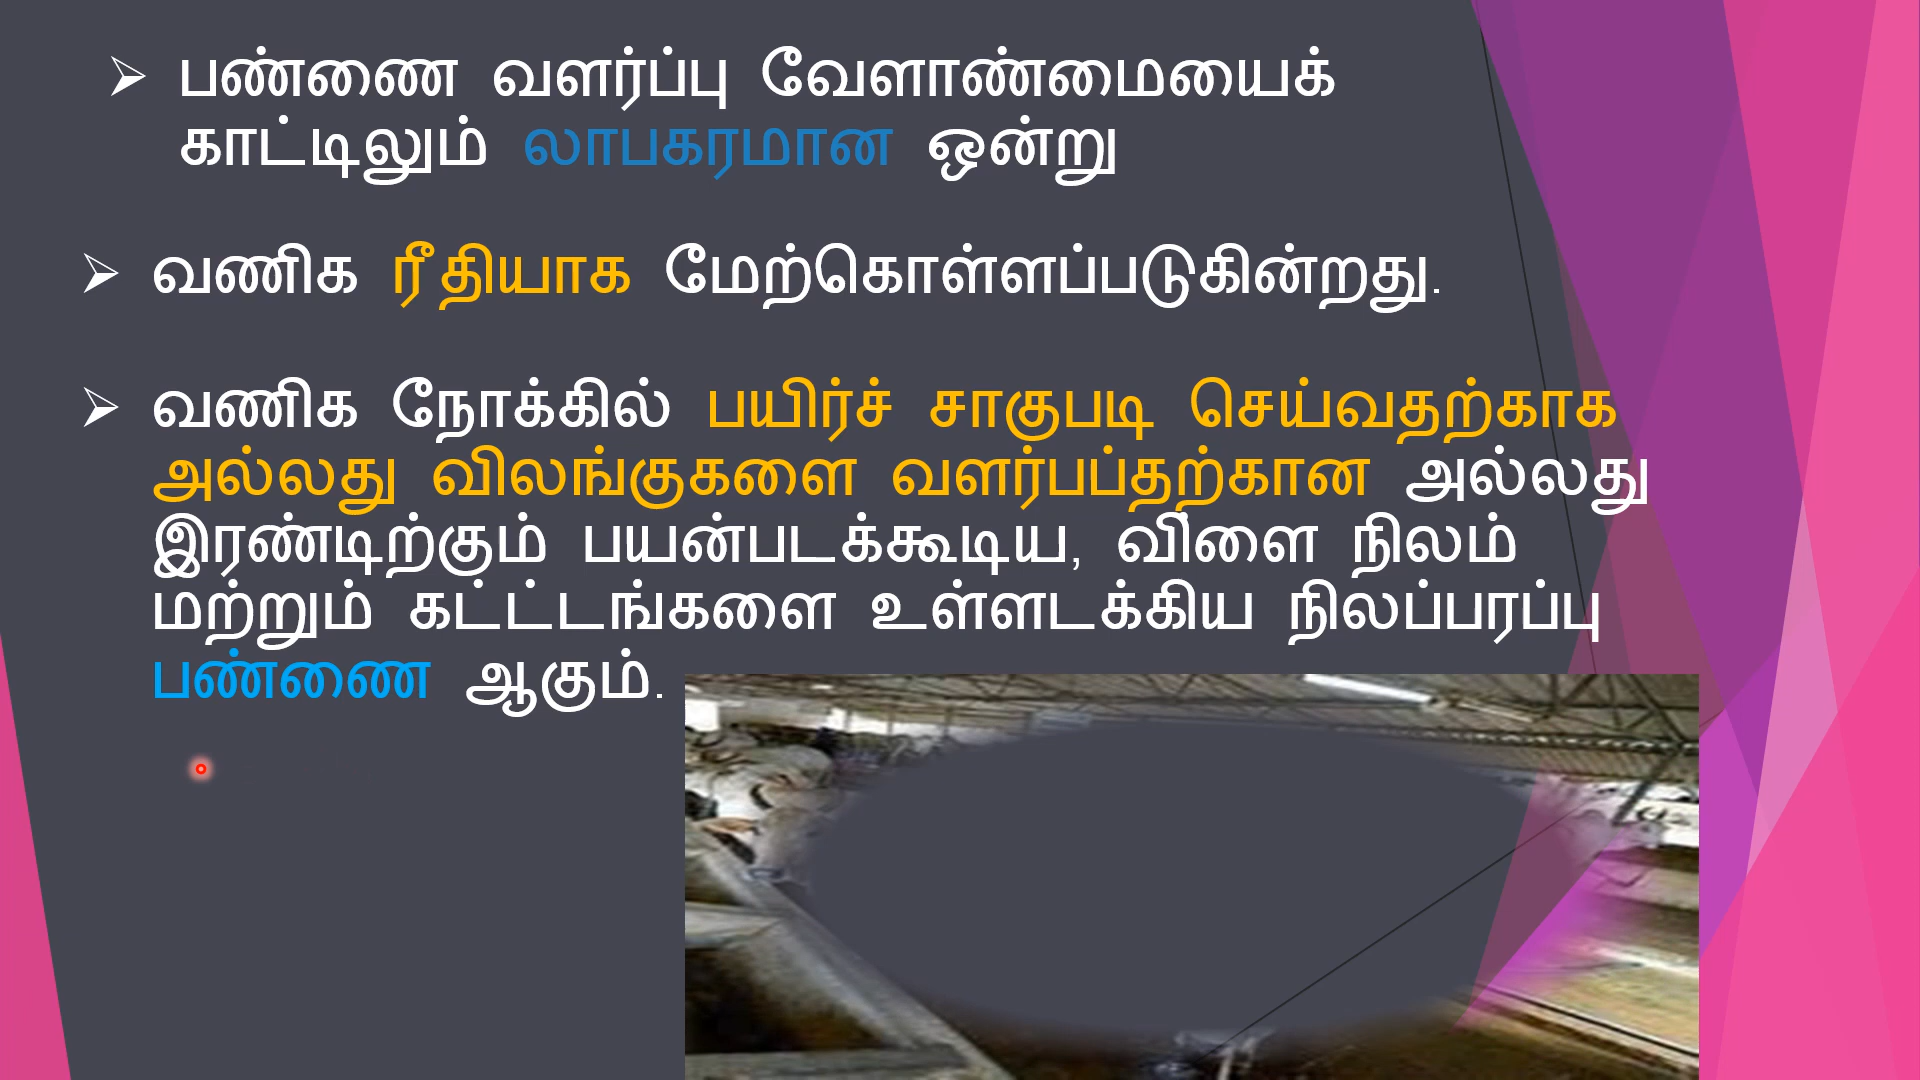 பண்ணை வளர்ப்பு வேளாண்மையைக்
காட்டிலும் லாபகரமான ஒன்று
வணிக ரீதியாக மேற்கொள்ளப்படுகின்றது.
வணிக நோக்கில் பயிர்ச் சாகுபடி செய்வதற்காக
அல்லது விலங்குகளை வளர்பப்தற்கான அல்லது
இரண்டிற்கும் பயன்படக்கூடிய, விளை நிலம்
மற்றும் கட்ட்டங்களை உள்ளடக்கிய நிலப்பரப்பு
பண்ணை ஆகும்.